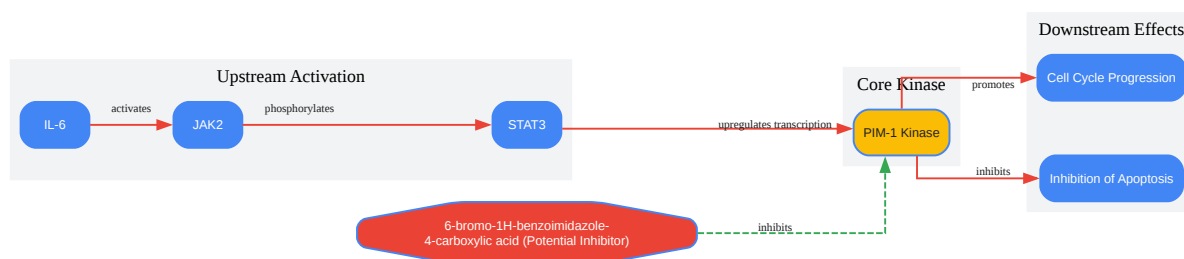 Downstream Effects
Upstream Activation
Core Kinase
IL-6
activates
JAK2
phosphorylates
STAT3
upregulates transcription
PIM-1 Kinase
promotes
Cell Cycle Progression
inhibits
Inhibition of Apoptosis
6-bromo-1H-benzoimidazole-
4-carboxylic acid (Potential Inhibitor)
inhibits